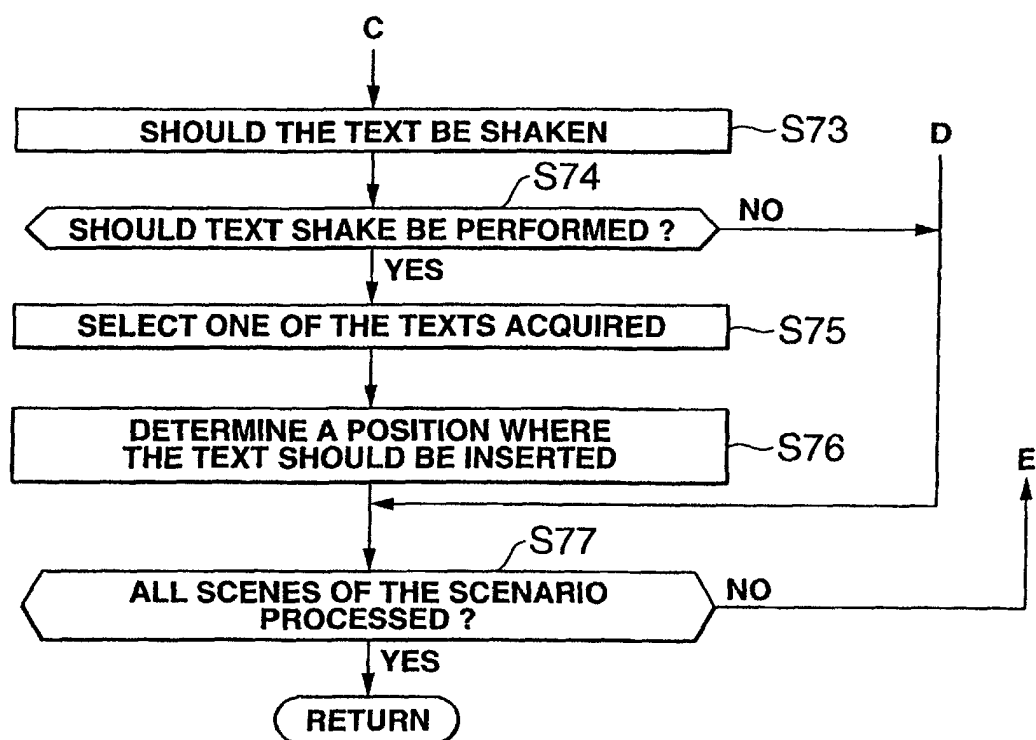 C
SHOULD THE TEXT BE SHAKEN
S73
D
S74
SHOULD TEXT SHAKE BE PERFORMED ?
NO
YES
SELECT ONE OF THE TEXTS ACQUIRED
S75
DETERMINE A POSITION WHERE
THE TEXT SHOULD BE INSERTED
S76
E
S77
ALL SCENES OF THE SCENARIO
PROCESSED ?
NO
YES
RETURN